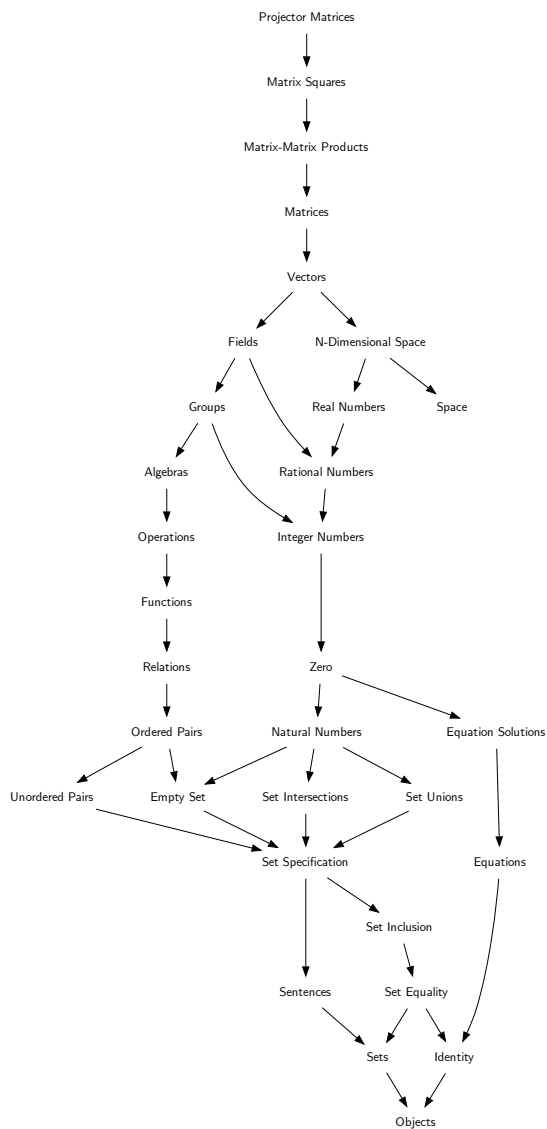 Projector Matrices
Matrix Squares
Matrix-Matrix Products
Matrices
Vectors
Fields
N-Dimensional Space
Groups
Real Numbers
Space
Algebras
Rational Numbers
Operations
Integer Numbers
Functions
Relations
Zero
Ordered Pairs
Natural Numbers
Equation Solutions
Unordered Pairs
Empty Set
Set Intersections
Set Unions
Set Specification
Equations
Set Inclusion
Sentences
Set Equality
Sets
Identity
Objects